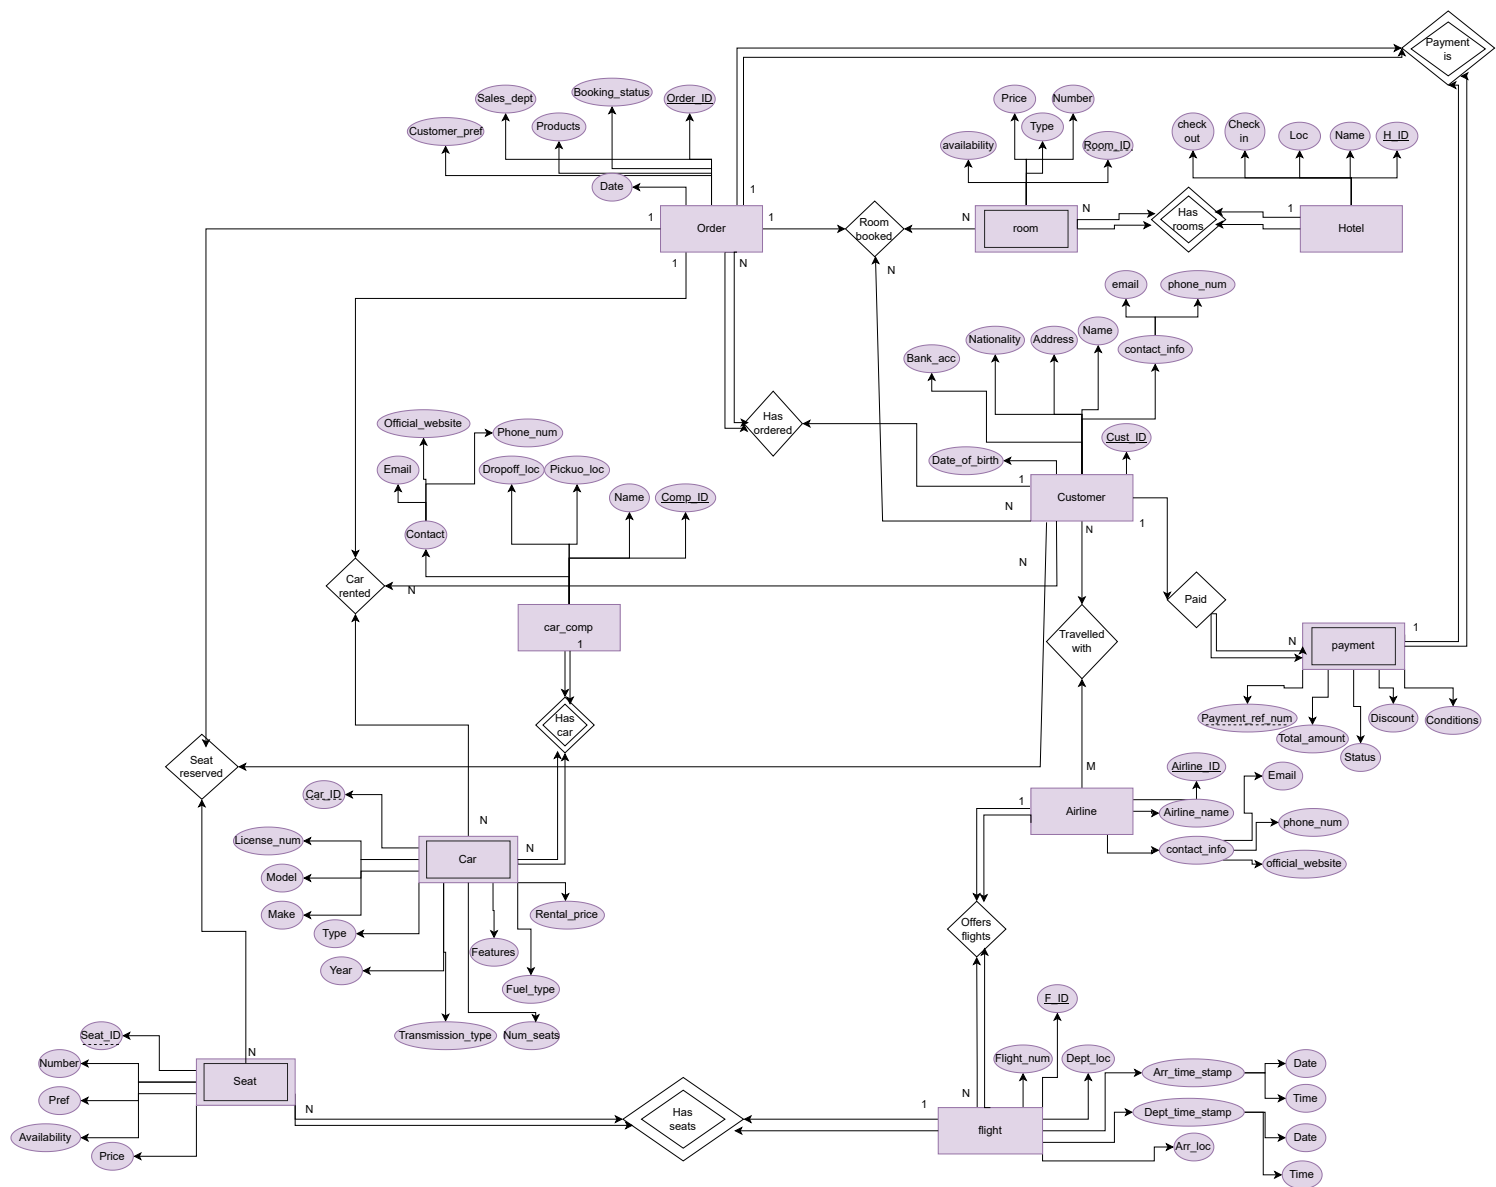 Payment
is
Sales_dept
Booking_status
Order_ID
Price
Number
Customer_pref
Products
Type
check
out
Check
in
Loc
Name
H_ID
availability
Room_ID
Date
1
1
1
N
N
1
Order
Room
booked
room
Has
rooms
Hotel
1
N
N
email
phone_num
Nationality
Address
Name
contact_info
Bank_acc
Has
ordered
Official_website
Phone_num
Cust_ID
Date_of_birth
Email
Dropoff_loc
Pickuo_loc
1
Name
Comp_ID
Customer
N
1
N
Contact
N
Car
rented
N
Paid
car_comp
1
Travelled
with
1
N
payment
Payment_ref_num
Discount
Conditions
Has
car
Total_amount
Status
Seat
reserved
M
Airline_ID
Email
Car_ID
1
Airline
Airline_name
N
phone_num
License_num
N
contact_info
Car
official_website
Model
Make
Rental_price
Type
Offers
flights
Features
Year
Fuel_type
F_ID
Seat_ID
Transmission_type
Num_seats
N
Number
Flight_num
Dept_loc
Date
Arr_time_stamp
Seat
N
Pref
Time
N
1
Has
seats
Dept_time_stamp
flight
Availability
Date
Arr_loc
Price
Time